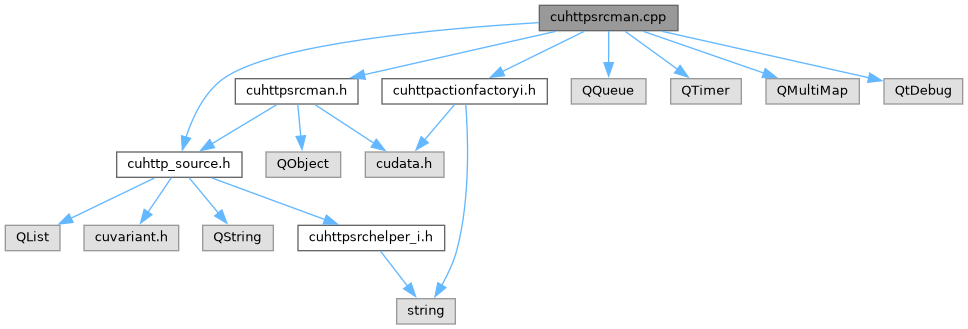 cuhttpsrcman.cpp
cuhttpsrcman.h
cuhttpactionfactoryi.h
QQueue
QTimer
QMultiMap
QtDebug
cuhttp_source.h
QObject
cudata.h
QList
cuvariant.h
QString
cuhttpsrchelper_i.h
string